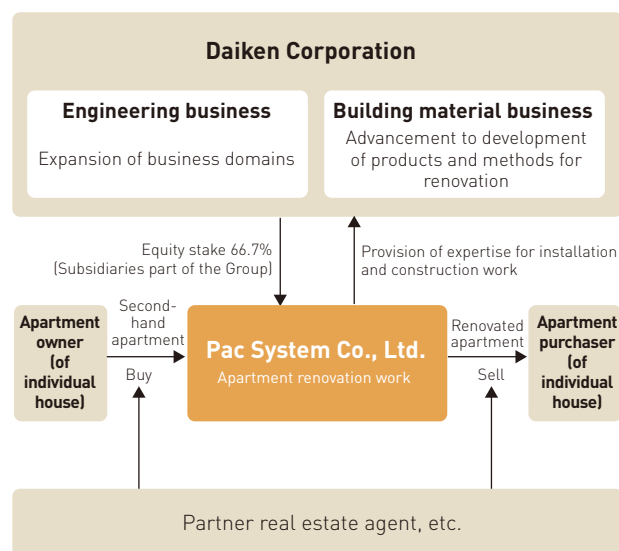 Daiken Corporation
Engineering business
Expansion of business domains
Building material business
Advancement to development
of products and methods for
renovation
Equity stake 66.7%
(Subsidiaries part of the Group)
Provision of expertise for installation
and construction work
Apartment
owner
(of
individual
house)
Second-
hand
apartment
Buy
Pac System Co., Ltd.
Apartment renovation work
Renovated
apartment
Sell
Apartment
purchaser
(of
individual
house)
Partner real estate agent, etc.